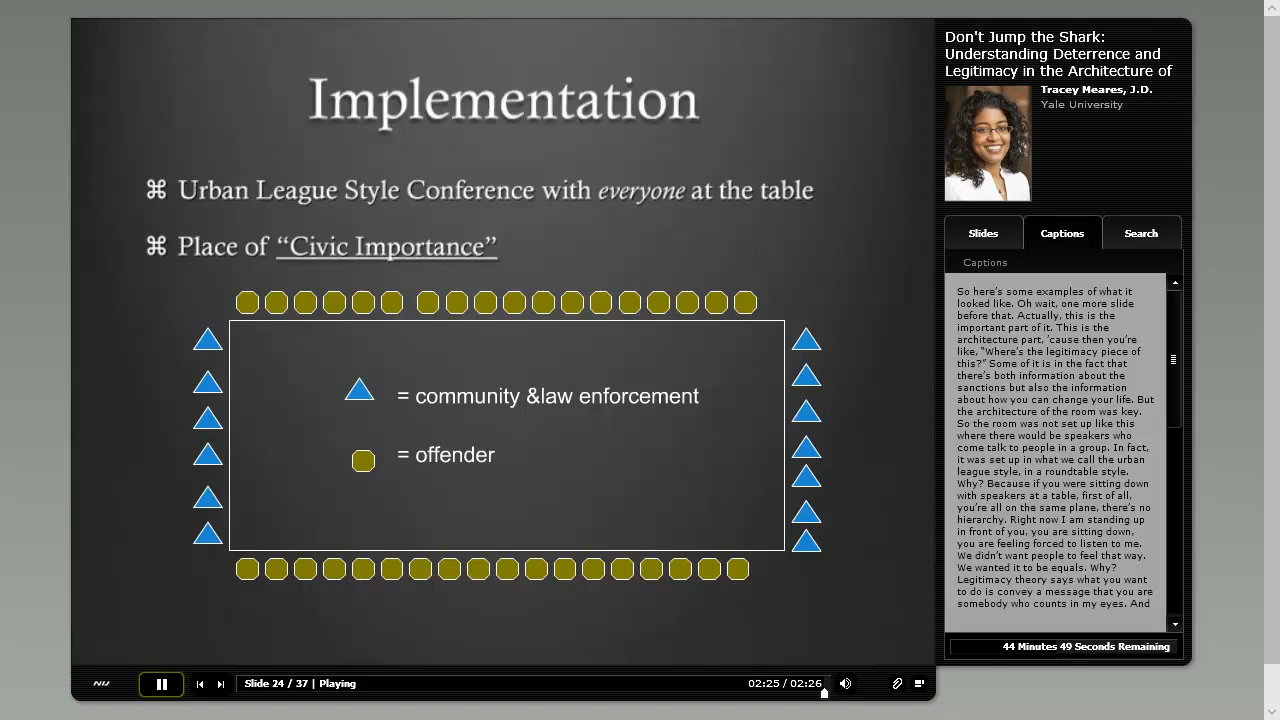 Implementation
⌘ Urban League Style Conference with everyone at the table
⌘ Place of “Civic Importance”
= community &law enforcement
= offender
Don't Jump the Shark:
Understanding Deterrence and
Legitimacy in the Architecture of
Tracey Meares, J.D.
Yale University
Slides
Captions
Search
Captions
So here’s some examples of what it
looked like. Oh wait, one more slide
before that. Actually, this is the
important part of it. This is the
architecture part, ’cause then you’re
like, “Where’s the legitimacy piece of
this?” Some of it is in the fact that
there’s both information about the
sanctions but also the information
about how you can change your life. But
the architecture of the room was key.
So the room was not set up like this
where there would be speakers who
come talk to people in a group. In fact,
it was set up in what we call the urban
league style, in a roundtable style.
Why? Because if you were sitting down
with speakers at a table, first of all,
you’re all on the same plane, there’s no
hierarchy. Right now I am standing up
in front of you, you are sitting down,
you are feeling forced to listen to me.
We didn’t want people to feel that way.
We wanted it to be equals. Why?
Legitimacy theory says what you want
to do is convey a message that you are
somebody who counts in my eyes. And
44 Minutes 49 Seconds Remaining
Slide 24 / 37 | Playing
02:25 / 02:26